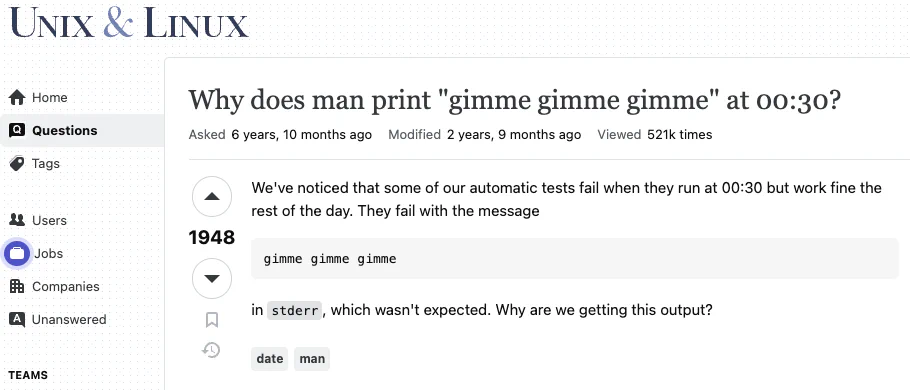 Unix & Linux
Home
Questions
Tags
Users
Jobs
Companies
Unanswered
TEAMS
Why does man print "gimme gimme gimme" at 00:30?
Asked 6 years, 10 months ago Modified 2 years, 9 months ago Viewed 521k times
1948
We've noticed that some of our automatic tests fail when they run at 00:30 but work fine the
rest of the day. They fail with the message
gimme gimme gimme
in stderr, which wasn't expected. Why are we getting this output?
date man